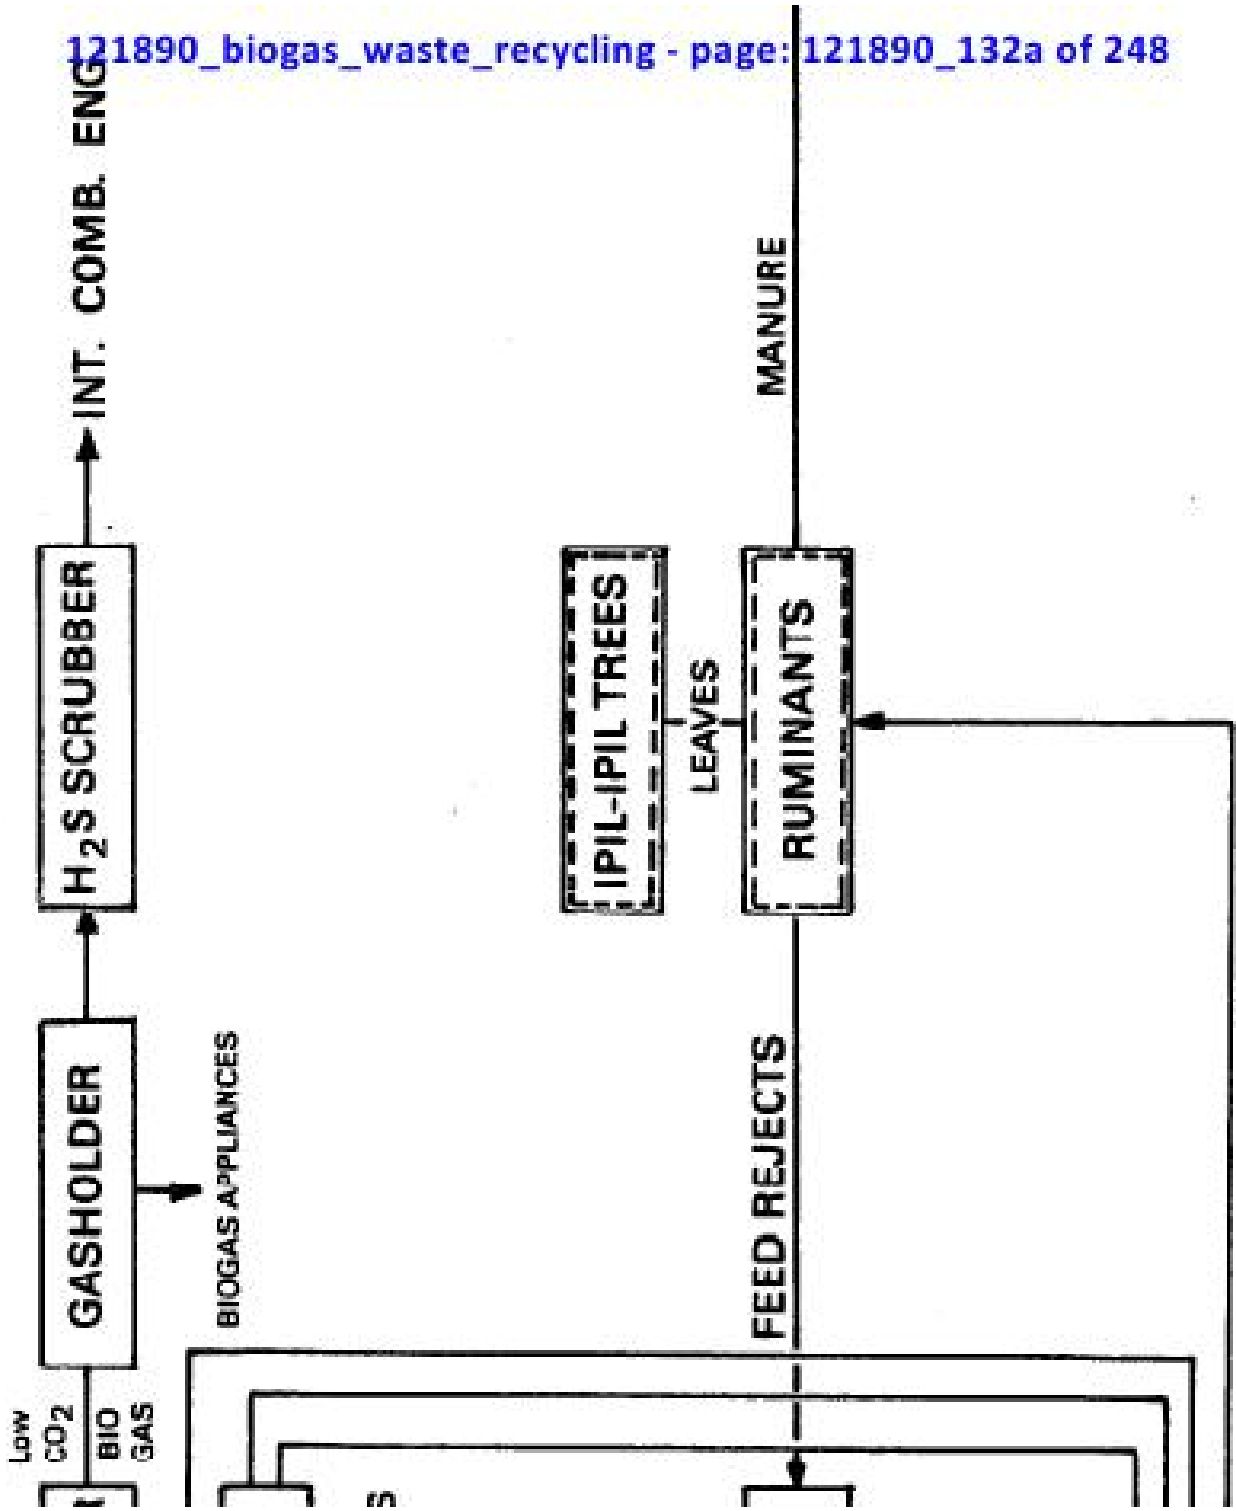 121890_biogas_waste_recycling - page: 121890_132a of 248
INT. COMB. ENG
H2S SCRUBBER
GASHOLDER
BIOGAS APPLIANCES
Low
CO2
BIO
GAS
IPIL-IPIL TREES
LEAVES
RUMINANTS
MANURE
FEED REJECTS